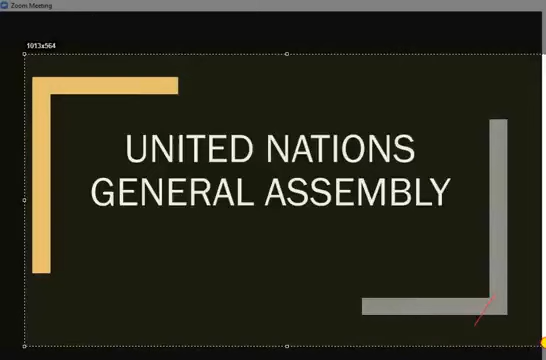 Zoom Meeting
1013x564
UNITED NATIONS
GENERAL ASSEMBLY